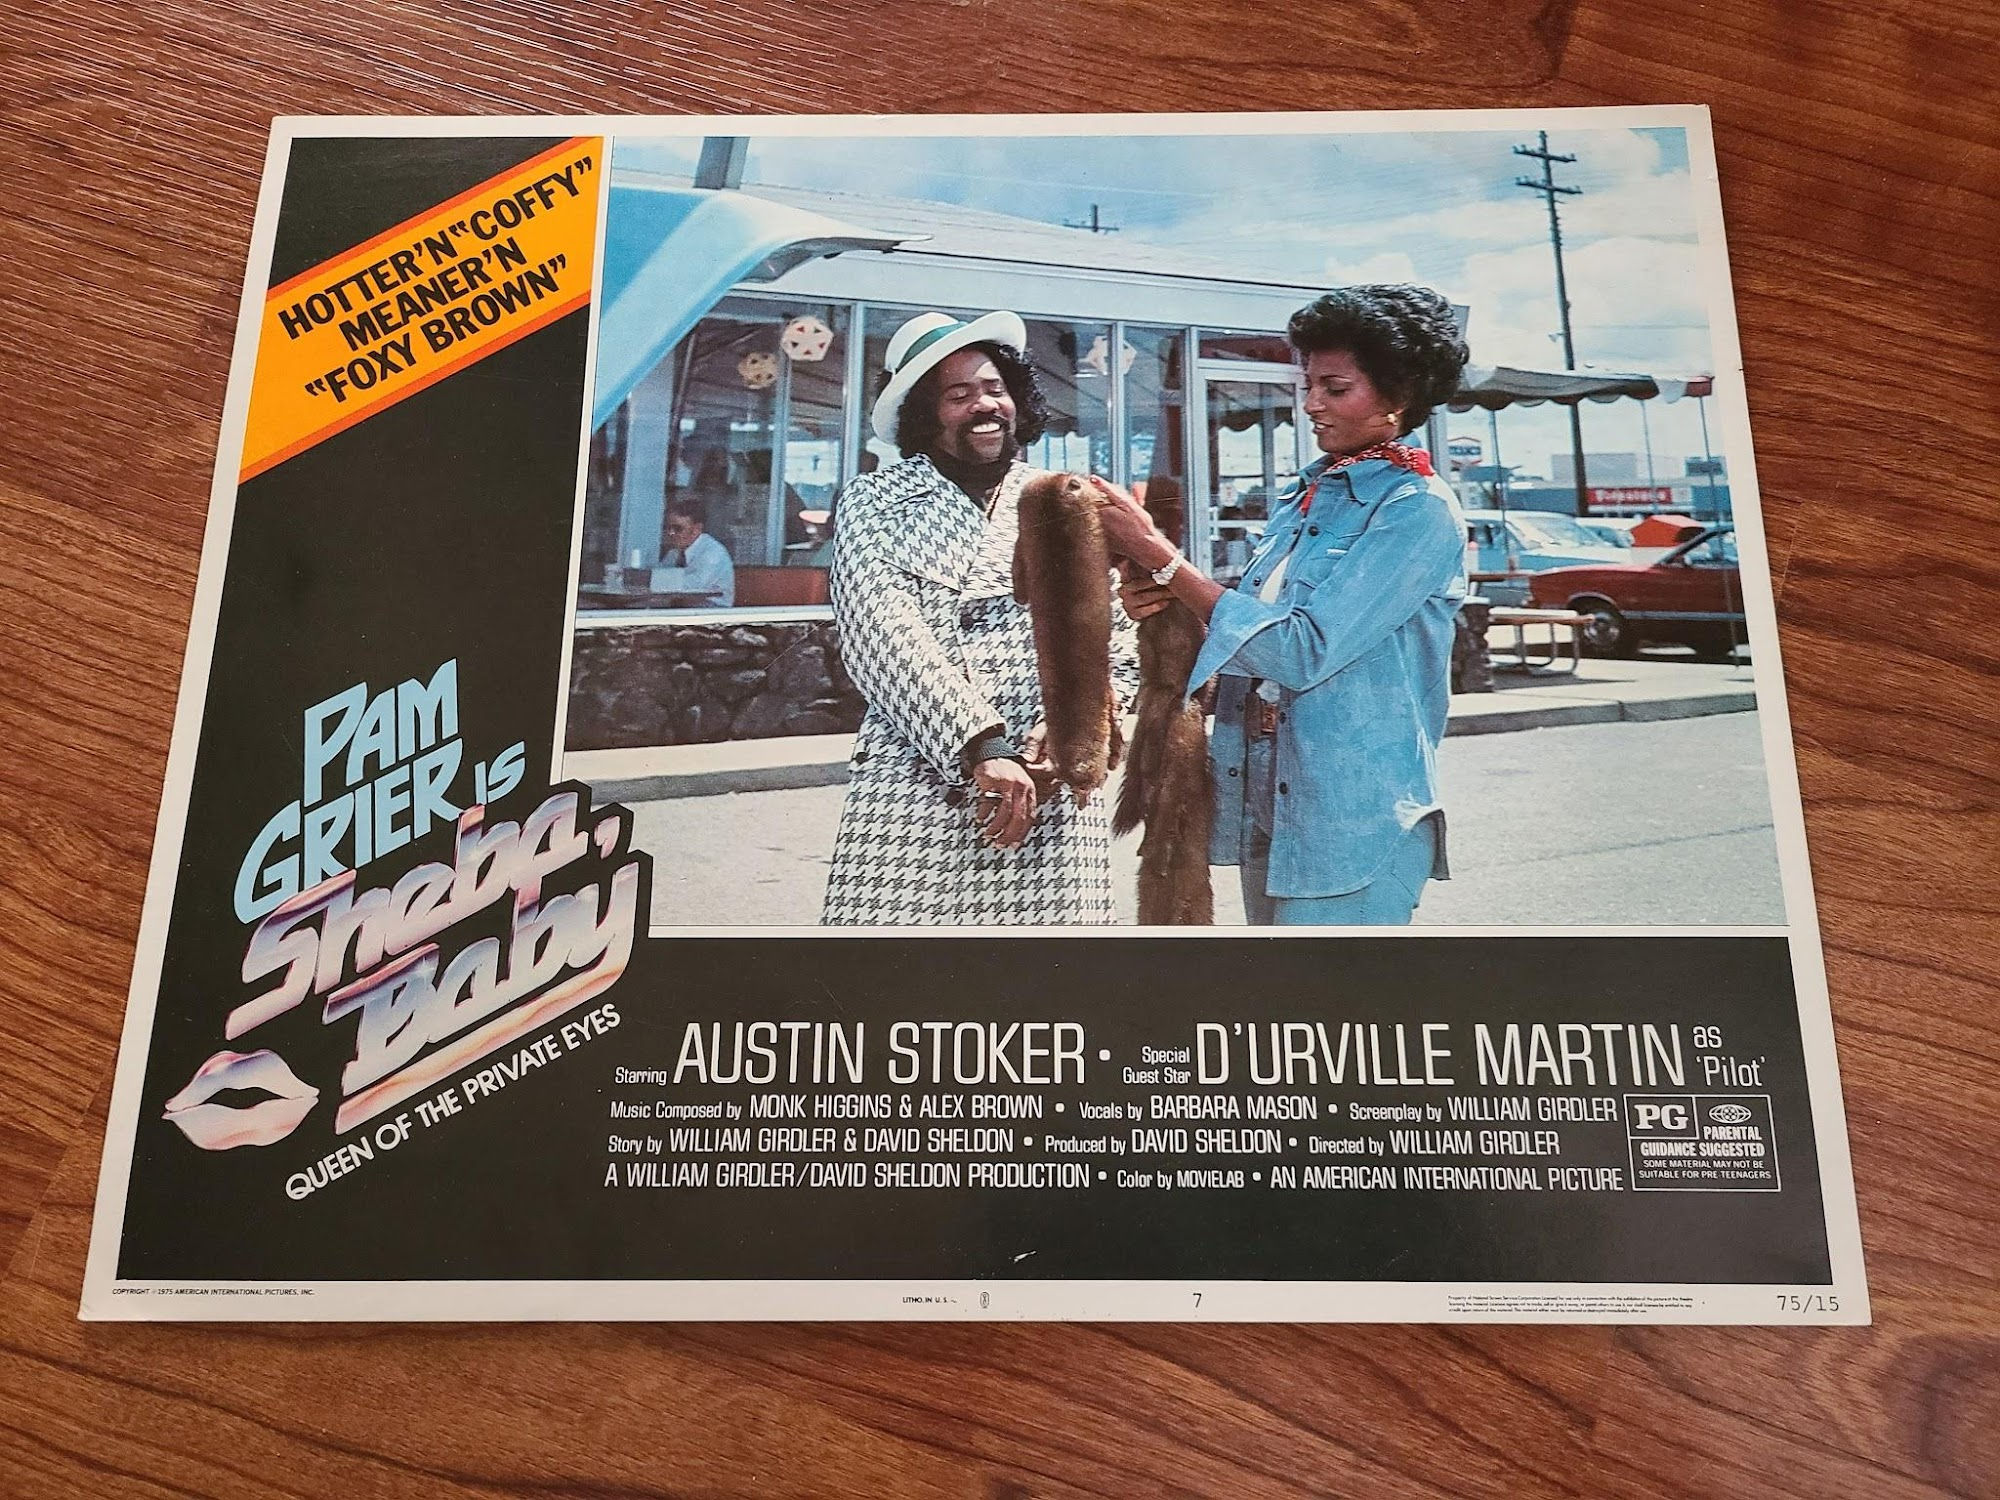 HOTTER'N "COFFY"
MEANER'N
"FOXY BROWN"
PAM
GRIER IS
Sheba,
Baby
QUEEN OF THE PRIVATE EYES
Firestone
Starring AUSTIN STOKER • Special Guest Star D'URVILLE MARTIN as 'Pilot'
Music Composed by MONK HIGGINS & ALEX BROWN • Vocals by BARBARA MASON • Screenplay by WILLIAM GIRDLER
Story by WILLIAM GIRDLER & DAVID SHELDON • Produced by DAVID SHELDON • Directed by WILLIAM GIRDLER
A WILLIAM GIRDLER/DAVID SHELDON PRODUCTION • Color by MOVIELAB • AN AMERICAN INTERNATIONAL PICTURE
PG PARENTAL
GUIDANCE SUGGESTED
SOME MATERIAL MAY NOT BE
SUITABLE FOR PRE-TEENAGERS
COPYRIGHT © 1975 AMERICAN INTERNATIONAL PICTURES, INC.
LITHO. IN U.S.
7
75/15